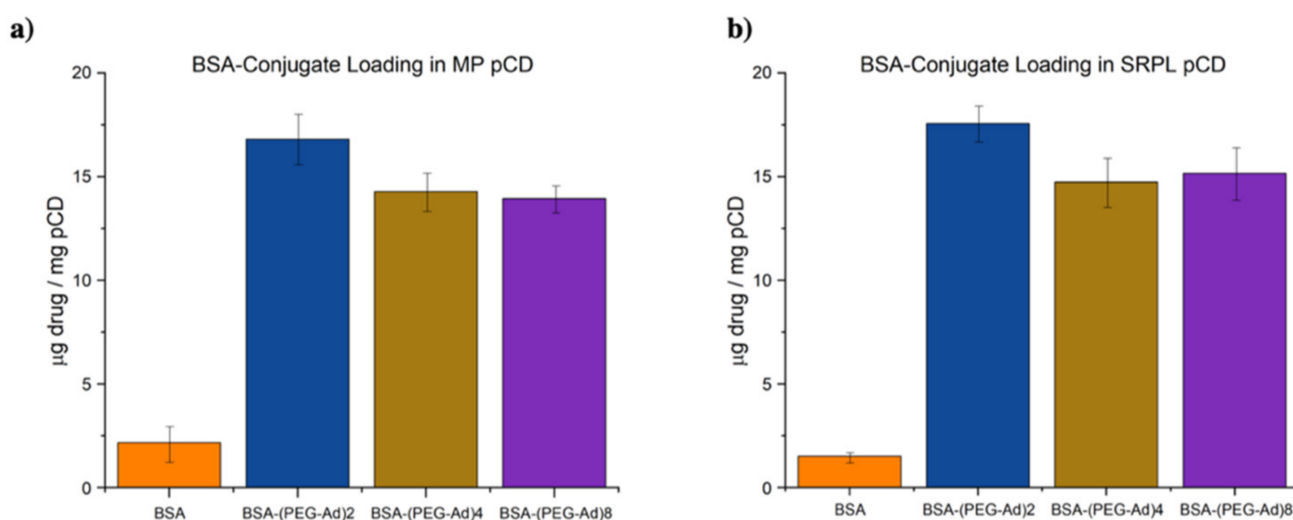 a)
BSA-Conjugate Loading in MP pCD
20
15
10
5
0
µg drug / mg pCD
BSA
BSA-(PEG-Ad)2
BSA-(PEG-Ad)4
BSA-(PEG-Ad)8
b)
BSA-Conjugate Loading in SRPL pCD
20
15
10
5
0
µg drug / mg pCD
BSA
BSA-(PEG-Ad)2
BSA-(PEG-Ad)4
BSA-(PEG-Ad)8